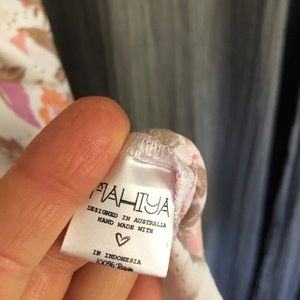 MAHIYA
DESIGNED IN AUSTRALIA
HAND MADE WITH
IN INDONESIA
100%